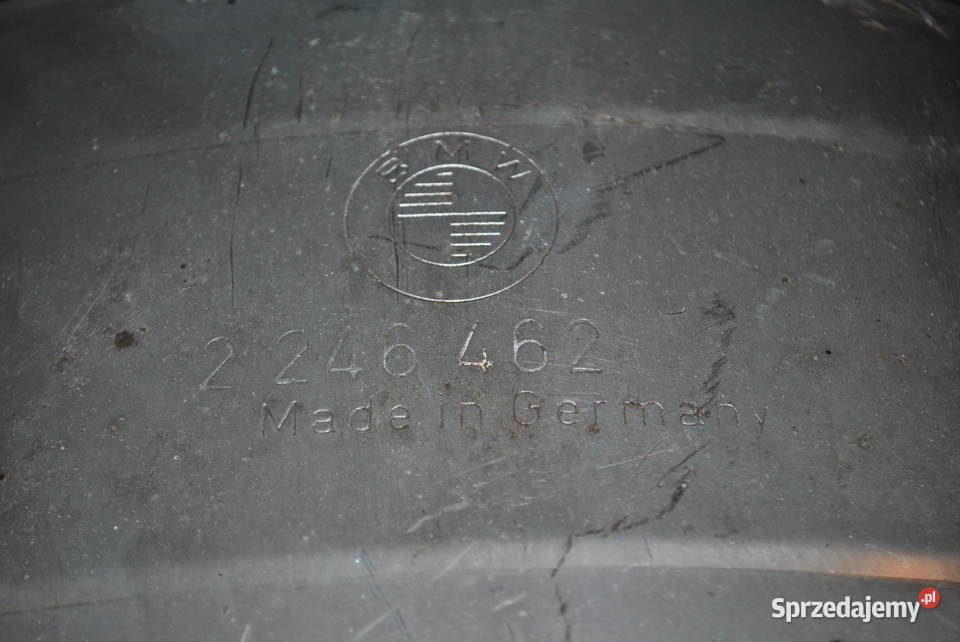 BMW
2 246 462
Made in Germany
Sprzedajemy.pl